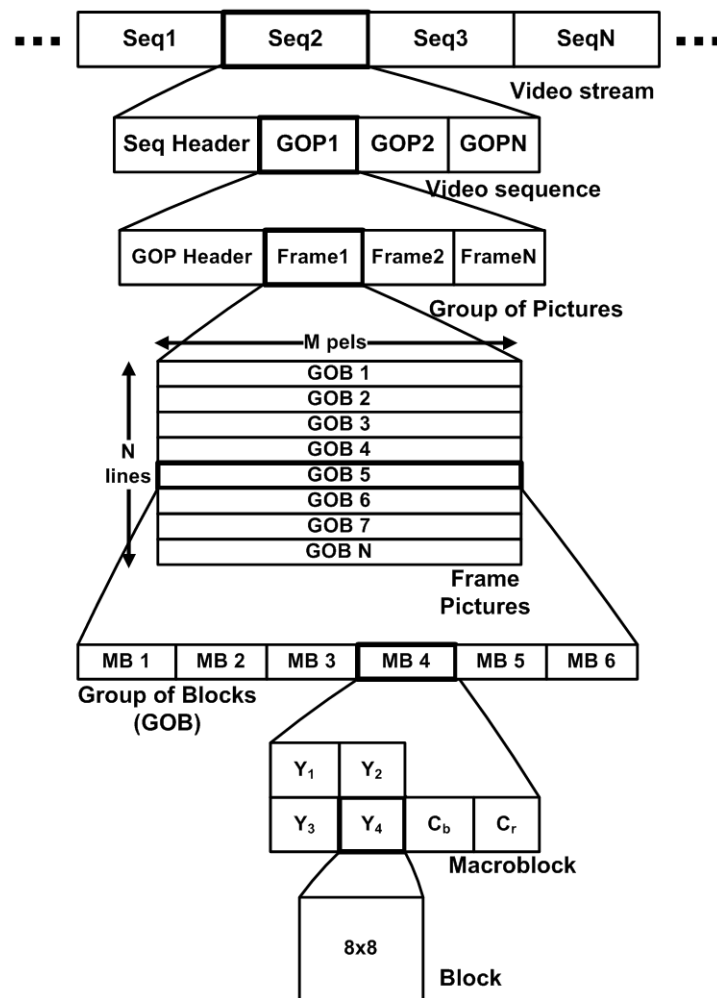 Seq1 Seq2 Seq3 SeqN
Video stream
Seq Header GOP1 GOP2 GOPN
Video sequence
GOP Header Frame1 Frame2 FrameN
Group of Pictures
M pels
GOB 1
GOB 2
GOB 3
GOB 4
N
lines
GOB 5
GOB 6
GOB 7
GOB N
Frame
Pictures
MB 1 MB 2 MB 3 MB 4 MB 5 MB 6
Group of Blocks
(GOB)
Y₁ Y₂
Y₃ Y₄ C_b C_r
Macroblock
8x8
Block